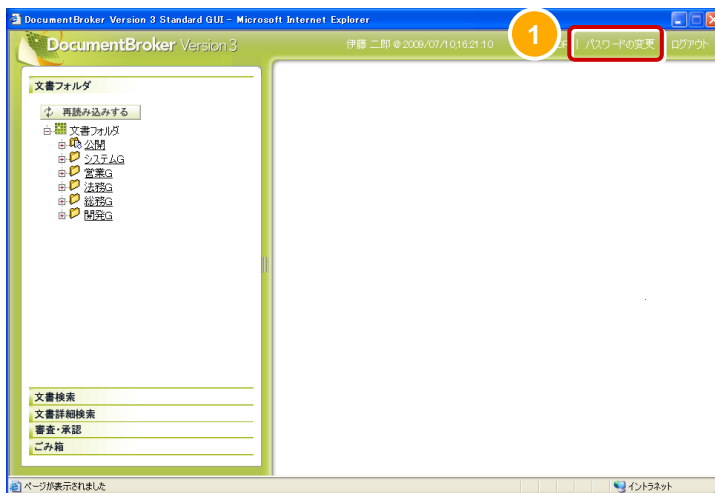 DocumentBroker Version 3 Standard GUI - Microsoft Internet Explorer
DocumentBroker Version 3
伊藤 二郎 @ 2009/07/10,16:21:10
1
| パスワードの変更 | ログアウト
文書フォルダ
再読み込みする
文書フォルダ
公開
システムG
営業G
法務G
総務G
開発G
文書検索
文書詳細検索
審査・承認
ごみ箱
ページが表示されました
イントラネット